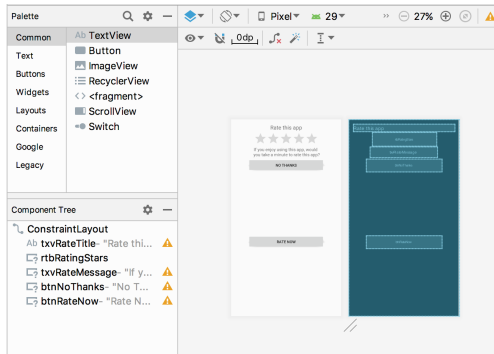 Palette
Common
Text
Buttons
Widgets
Layouts
Containers
Google
Legacy
Ab TextView
Button
ImageView
RecyclerView
<fragment>
ScrollView
Switch
Component Tree
ConstraintLayout
Ab txvRateTitle- "Rate thi...
rtbRatingStars
txvRateMessage- "If y...
btnNoThanks- "No T...
btnRateNow- "Rate N...
Pixel
29
»
27%
0dp
Rate this app
If you enjoy using this app, would
you take a minute to rate this app?
NO THANKS
RATE NOW
Rate this app